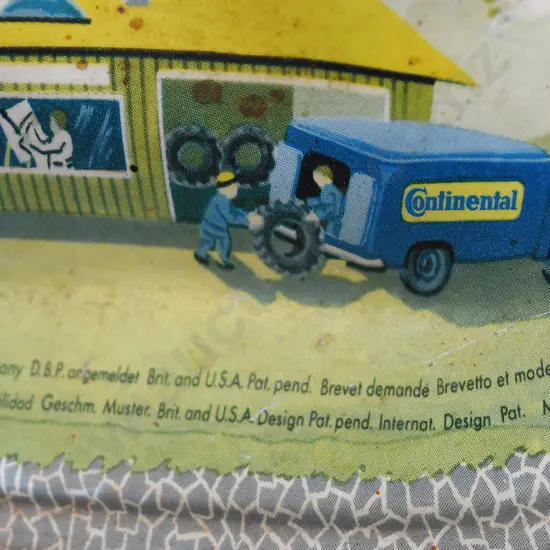 Continental
any D.B.P. angemeldet Brit. and U.S.A. Pat. pend. Brevet demandé Brevetto et mode
ilidad Geschm. Muster. Brit. and U.S.A. Design Pat. pend. Internat. Design Pat.